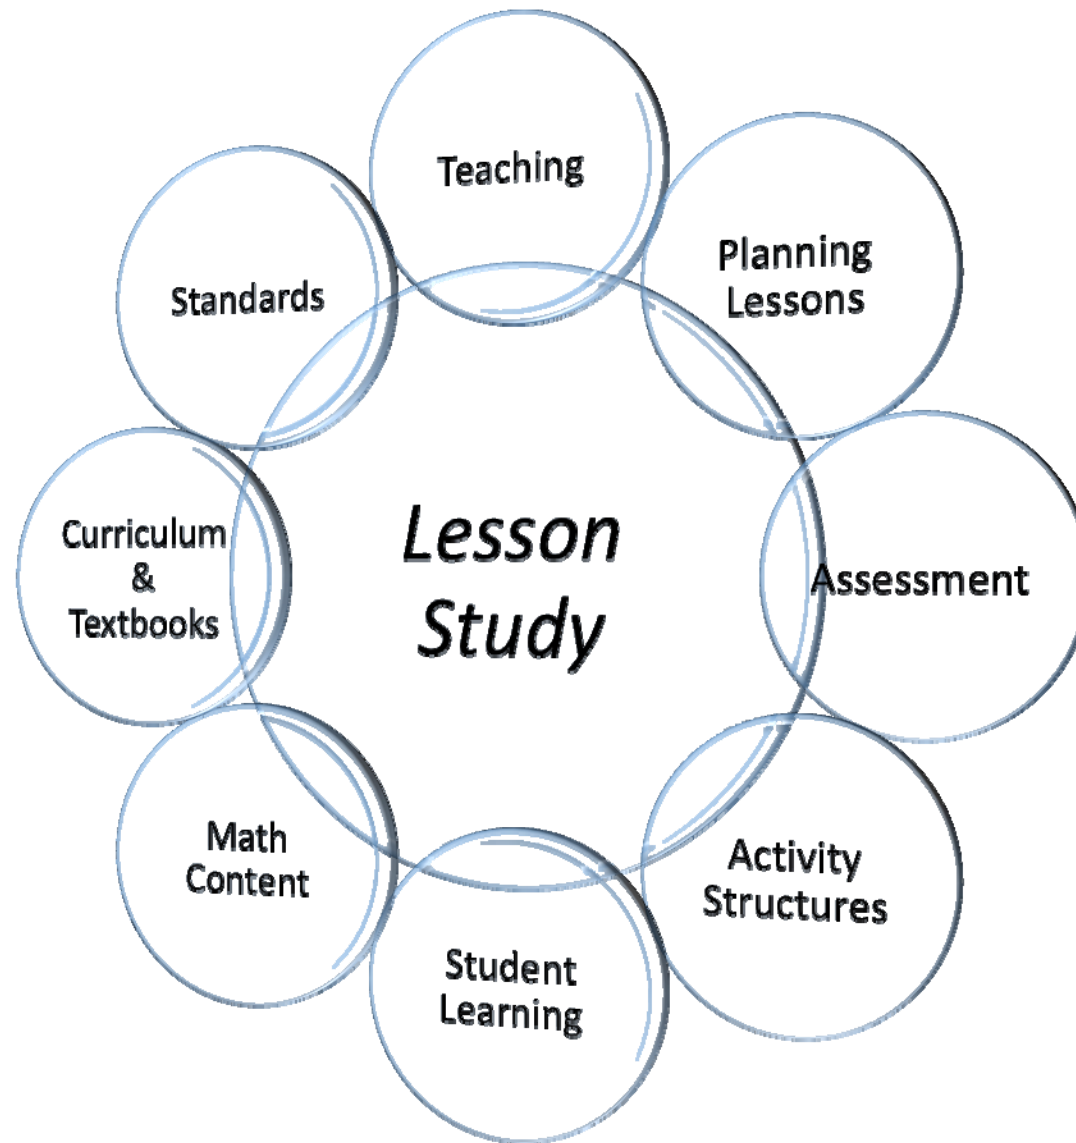 Teaching
Planning
Lessons
Assessment
Activity
Structures
Student
Learning
Math
Content
Curriculum
&
Textbooks
Standards
Lesson
Study